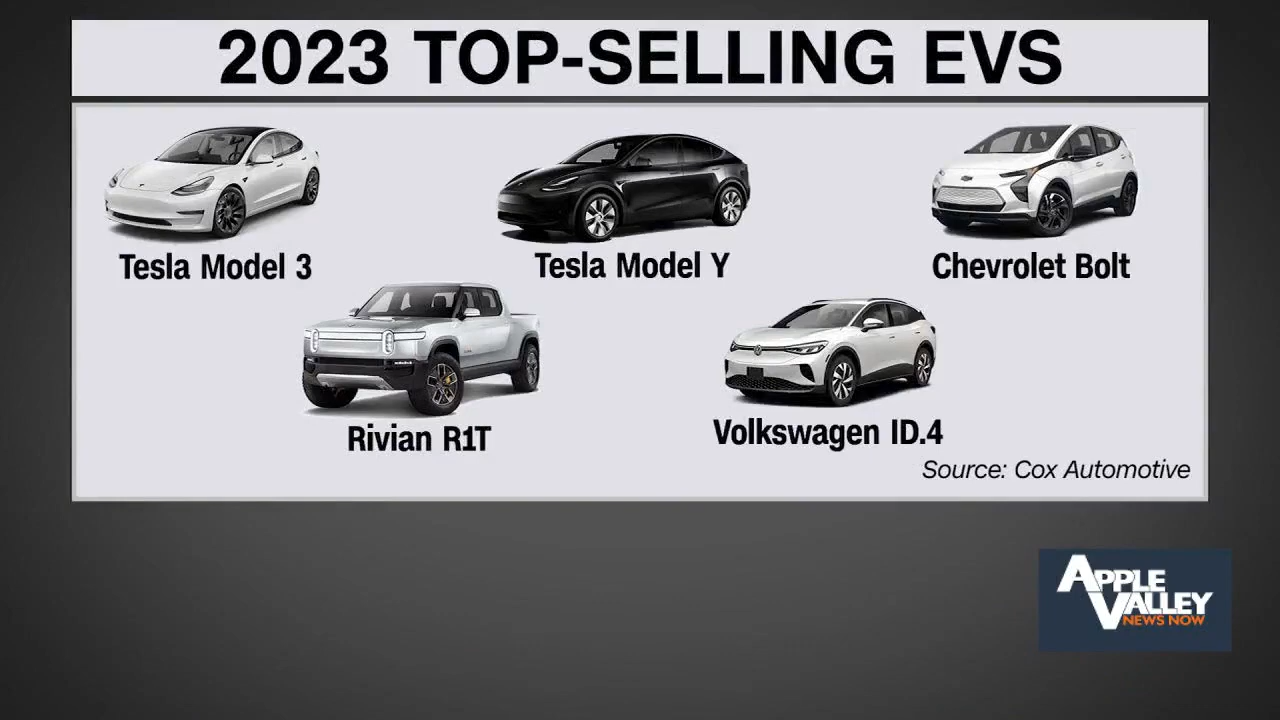 2023 TOP-SELLING EVS
Tesla Model 3
Tesla Model Y
Chevrolet Bolt
Rivian R1T
Volkswagen ID.4
Source: Cox Automotive
APPLE
VALLEY
NEWS NOW